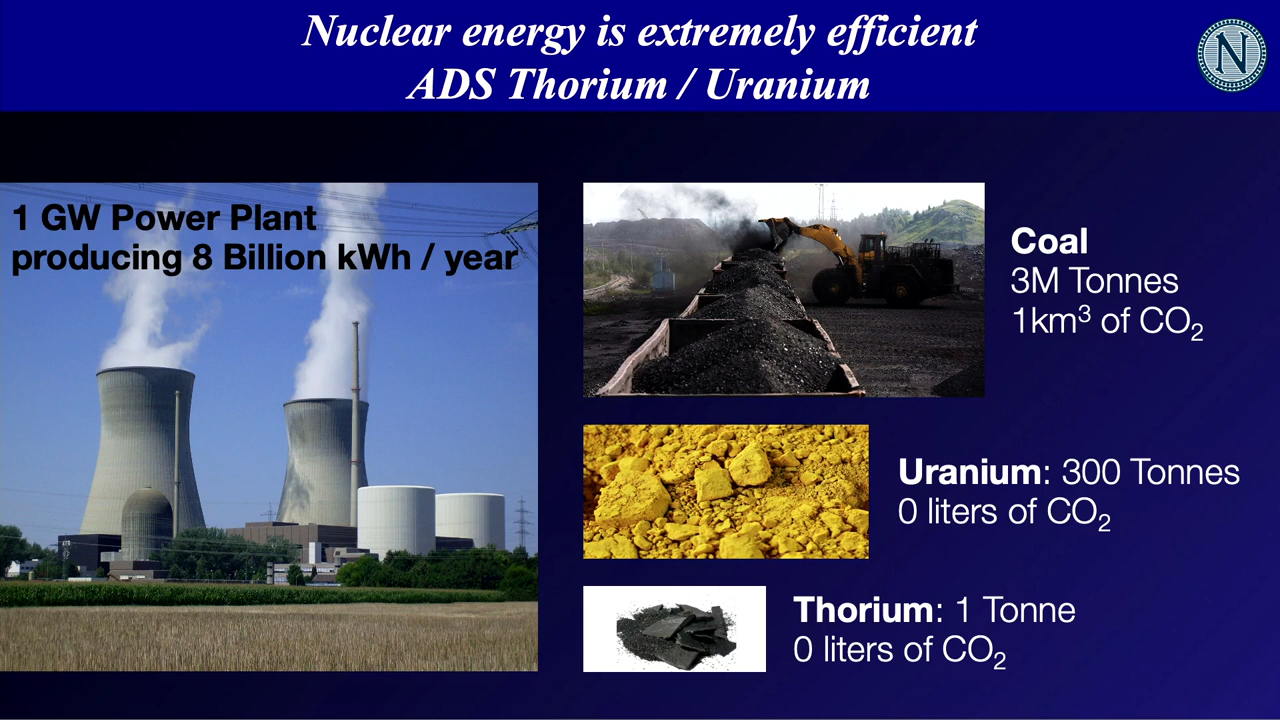 Nuclear energy is extremely efficient
ADS Thorium / Uranium
N
1 GW Power Plant
producing 8 Billion kWh / year
Coal
3M Tonnes
1km³ of CO₂
Uranium: 300 Tonnes
0 liters of CO₂
Thorium: 1 Tonne
0 liters of CO₂